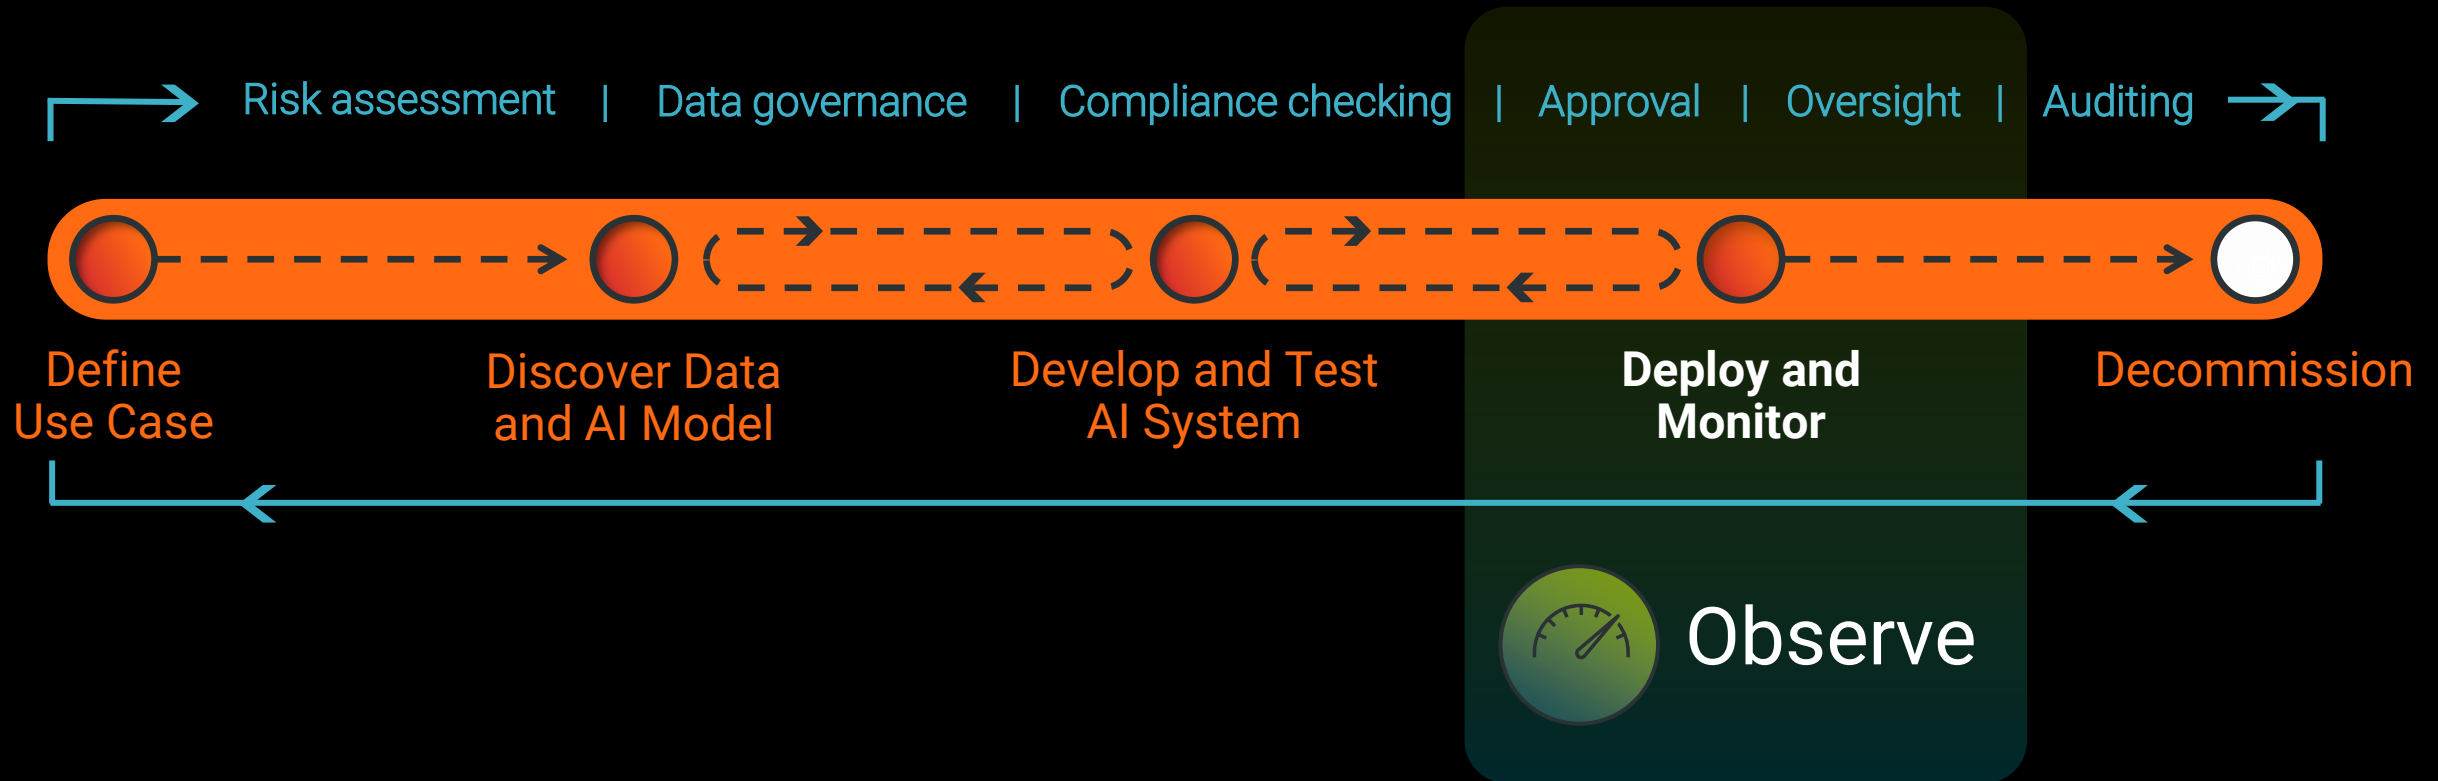 Risk assessment | Data governance | Compliance checking | Approval | Oversight | Auditing
Define
Use Case
Discover Data
and AI Model
Develop and Test
AI System
Deploy and
Monitor
Decommission
Observe